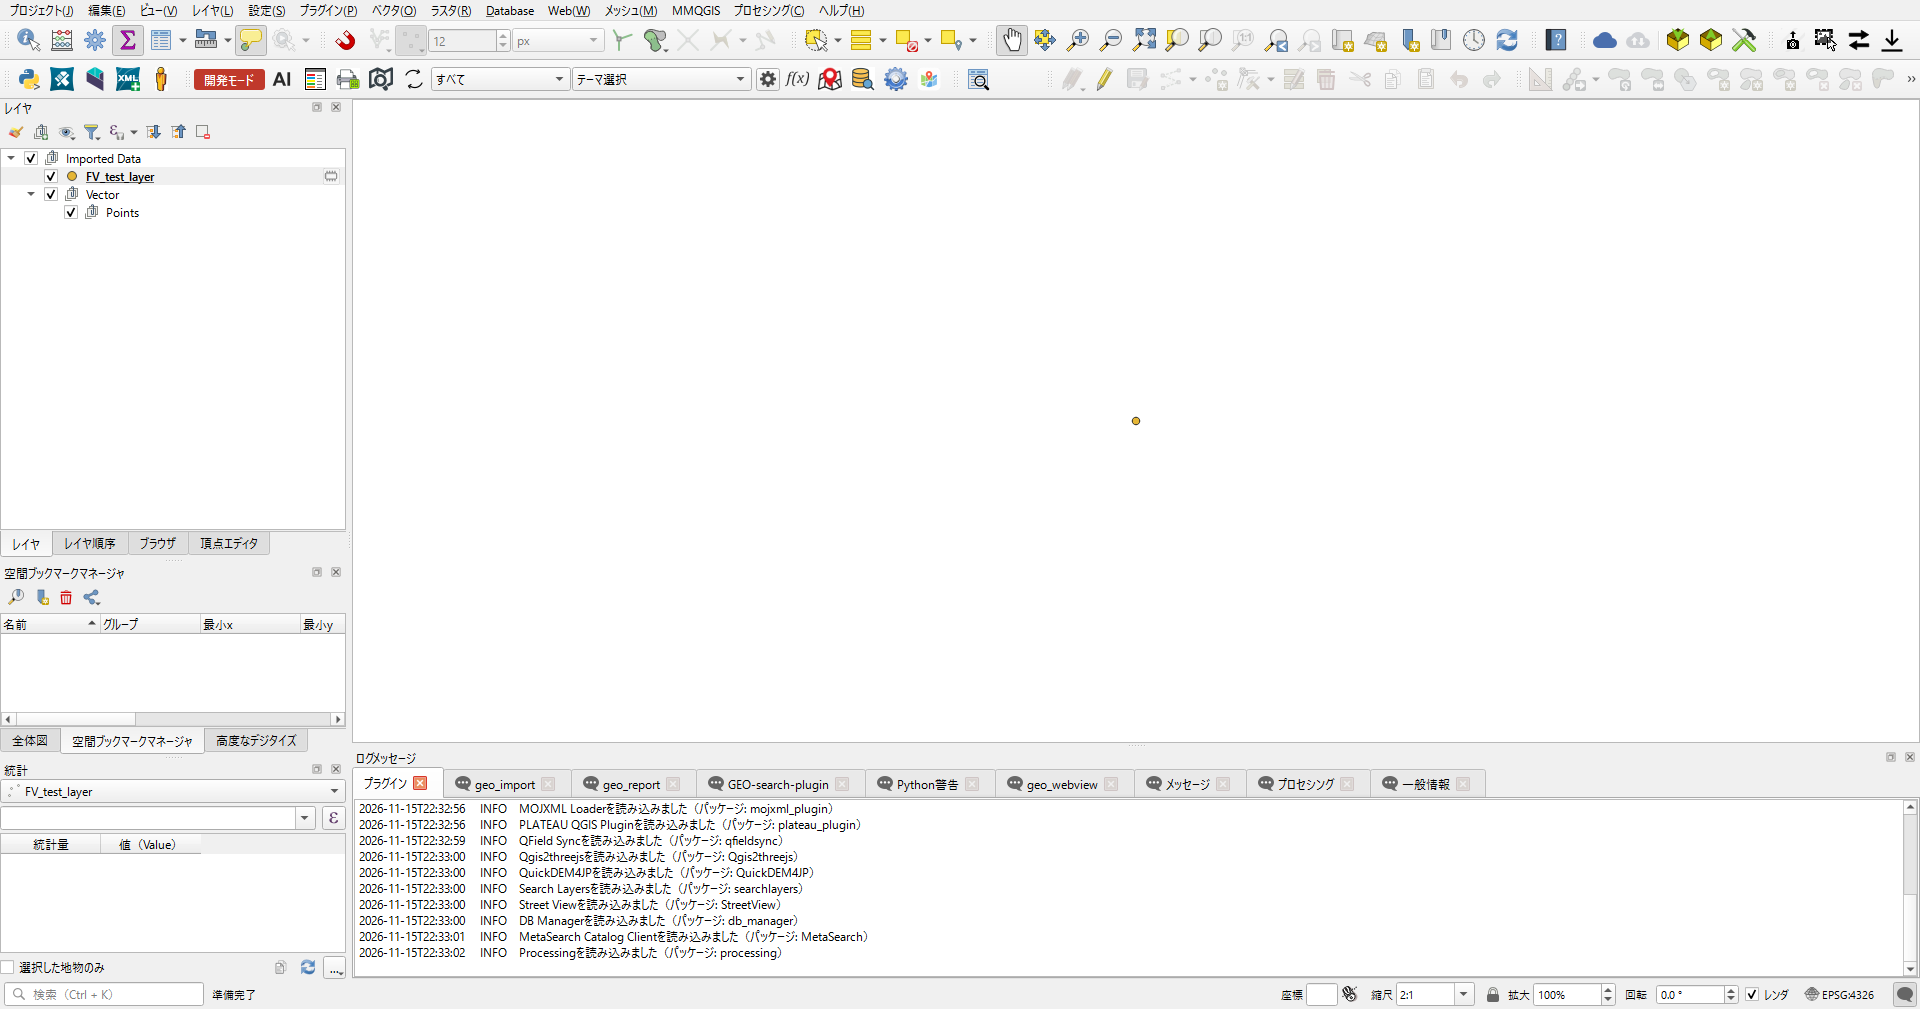 プロジェクト(J) 編集(E) ビュー(V) レイヤ(L) 設定(S) プラグイン(P) ベクタ(O) ラスタ(R) Database Web(W) メッシュ(M) MMQGIS プロセシング(C) ヘルプ(H)
12 px
開発モード AI すべて テーマ選択 f(x)
レイヤ
Imported Data
FV_test_layer
Vector
Points
レイヤ レイヤ順序 ブラウザ 頂点エディタ
空間ブックマークマネージャ
名前 グループ 最小x 最小y
全体図 空間ブックマークマネージャ 高度なデジタイズ
統計
FV_test_layer
ε
統計量 値（Value）
選択した地物のみ
ログメッセージ
プラグイン geo_import geo_report GEO-search-plugin Python警告 geo_webview メッセージ プロセシング 一般情報
2026-11-15T22:32:56 INFO MOJXML Loaderを読み込みました（パッケージ: mojxml_plugin）
2026-11-15T22:32:56 INFO PLATEAU QGIS Pluginを読み込みました（パッケージ: plateau_plugin）
2026-11-15T22:32:59 INFO QField Syncを読み込みました（パッケージ: qfieldsync）
2026-11-15T22:33:00 INFO Qgis2threejsを読み込みました（パッケージ: Qgis2threejs）
2026-11-15T22:33:00 INFO QuickDEM4JPを読み込みました（パッケージ: QuickDEM4JP）
2026-11-15T22:33:00 INFO Search Layersを読み込みました（パッケージ: searchlayers）
2026-11-15T22:33:00 INFO Street Viewを読み込みました（パッケージ: StreetView）
2026-11-15T22:33:00 INFO DB Managerを読み込みました（パッケージ: db_manager）
2026-11-15T22:33:01 INFO MetaSearch Catalog Clientを読み込みました（パッケージ: MetaSearch）
2026-11-15T22:33:02 INFO Processingを読み込みました（パッケージ: processing）
検索（Ctrl + K） 準備完了 座標 縮尺 2:1 拡大 100% 回転 0.0 ° レンダ EPSG:4326